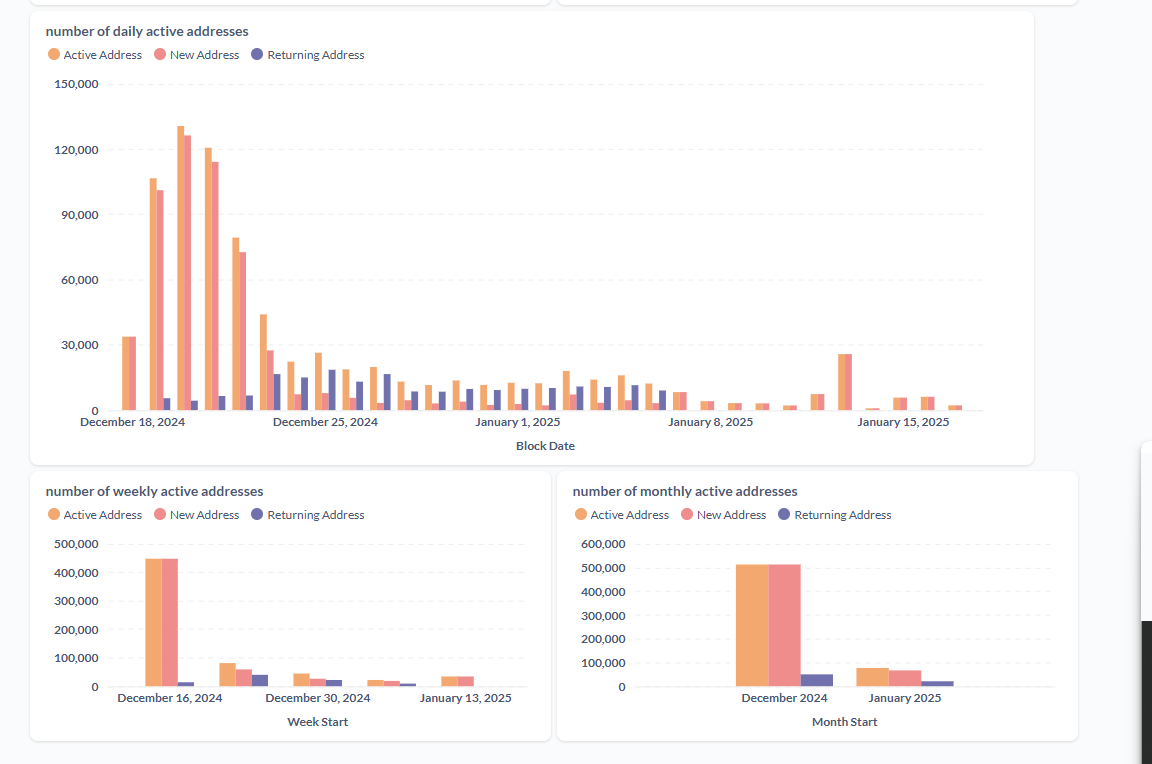 number of daily active addresses
Active Address New Address Returning Address
150,000
120,000
90,000
60,000
30,000
0
December 18, 2024 December 25, 2024 January 1, 2025 January 8, 2025 January 15, 2025
Block Date
number of weekly active addresses
Active Address New Address Returning Address
500,000
400,000
300,000
200,000
100,000
0
December 16, 2024 December 30, 2024 January 13, 2025
Week Start
number of monthly active addresses
Active Address New Address Returning Address
600,000
500,000
400,000
300,000
200,000
100,000
0
December 2024 January 2025
Month Start